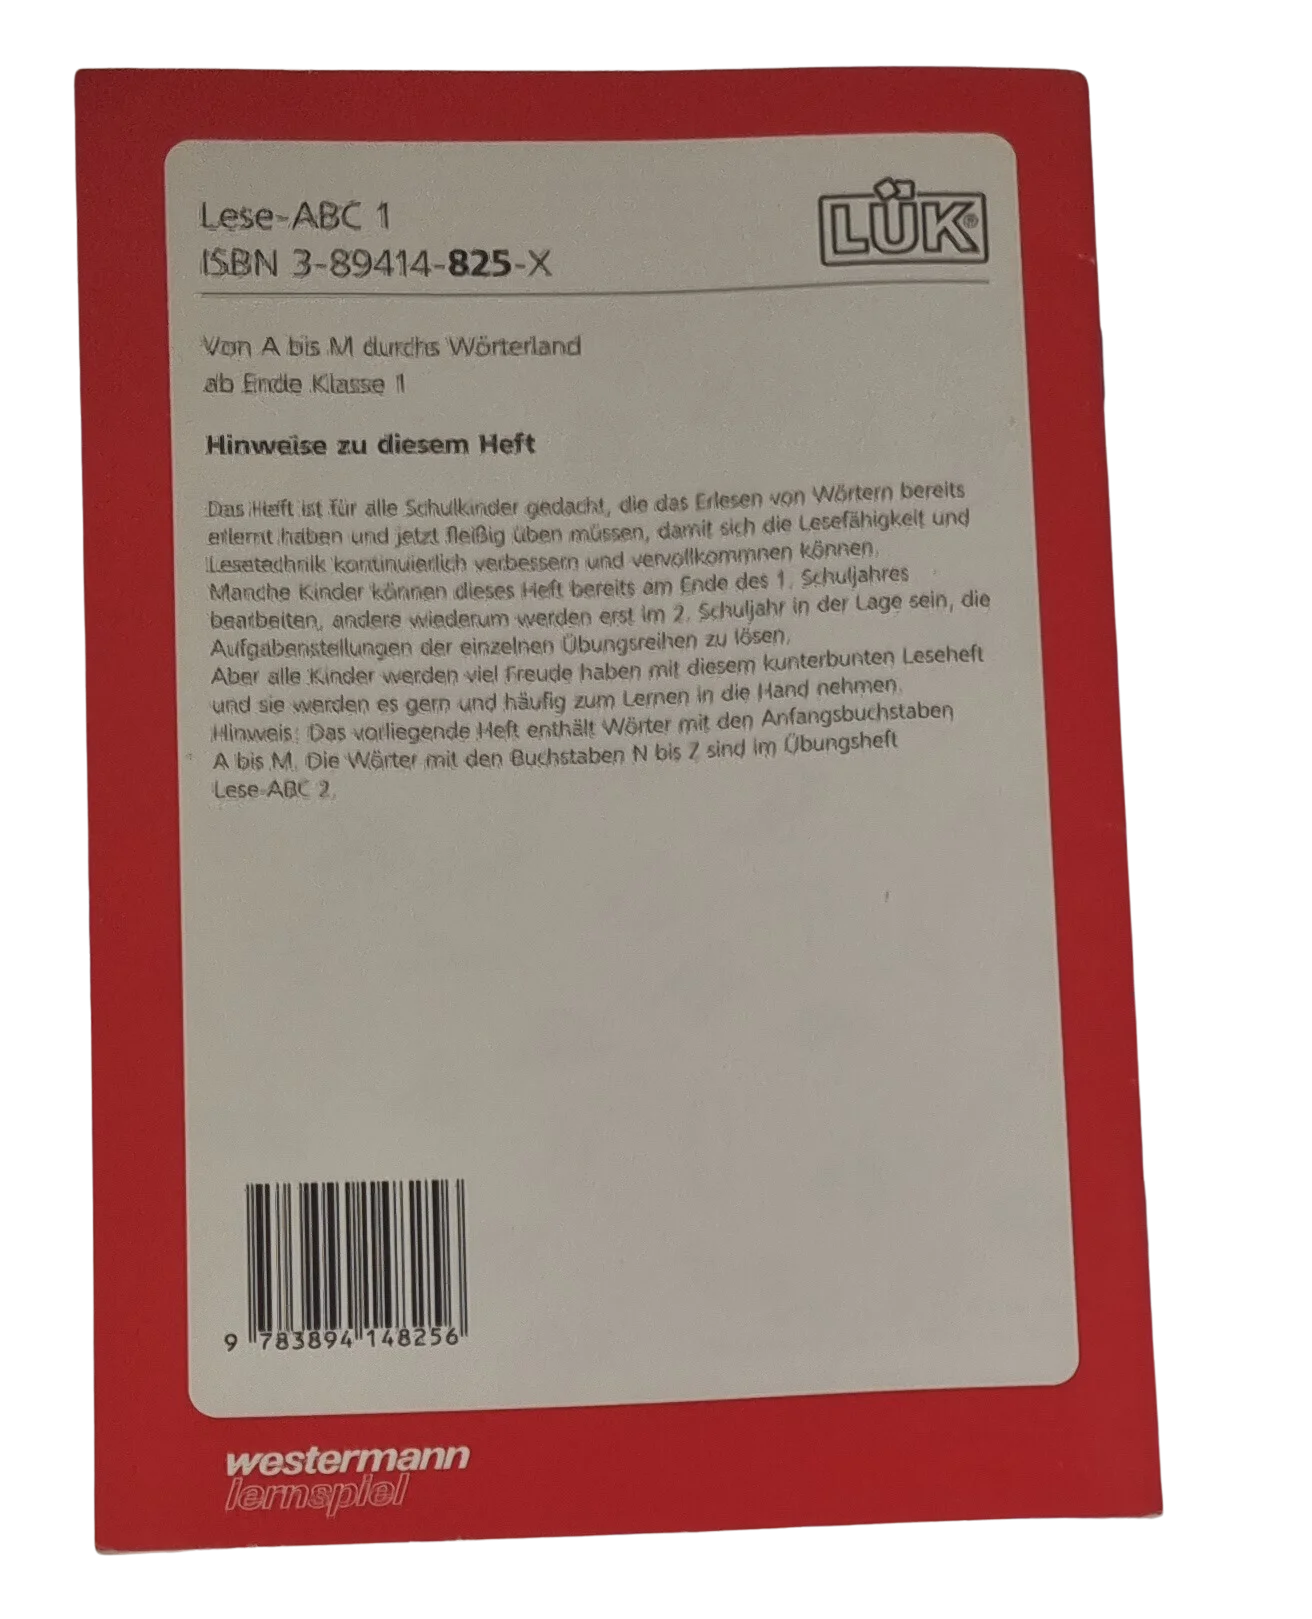 Lese-ABC 1
LÜK®
ISBN 3-89414-825-X
Von A bis M durchs Wörterland
ab Ende Klasse 1
Hinweise zu diesem Heft
Das Heft ist für alle Schulkinder gedacht, die das Erlesen von Wörtern bereits
erlernt haben und jetzt fleißig üben müssen, damit sich die Lesefähigkeit und
Lesetechnik kontinuierlich verbessern und vervollkommnen können.
Manche Kinder können dieses Heft bereits am Ende des 1. Schuljahres
bearbeiten, andere wiederum werden erst im 2. Schuljahr in der Lage sein, die
Aufgabenstellungen der einzelnen Übungsreihen zu lösen.
Aber alle Kinder werden viel Freude haben mit diesem kunterbunten Leseheft
und sie werden es gern und häufig zum Lernen in die Hand nehmen.
Hinweis: Das vorliegende Heft enthält Wörter mit den Anfangsbuchstaben
A bis M. Die Wörter mit den Buchstaben N bis Z sind im Übungsheft
Lese-ABC 2.
9 783894 148256
westermann
lernspiel